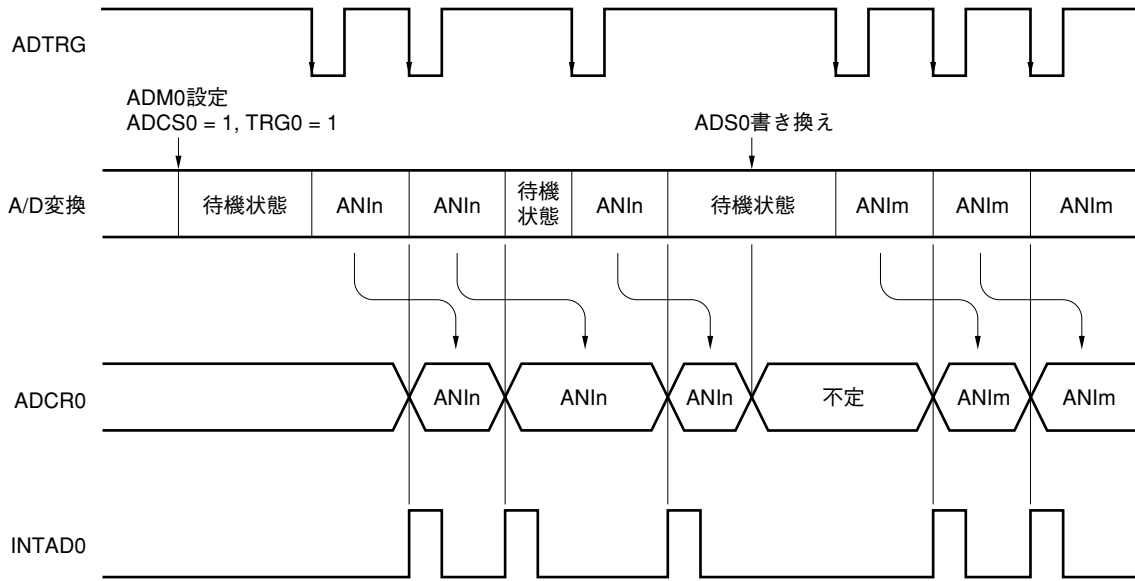 ADTRG
ADM0設定
ADCS0 = 1, TRG0 = 1
ADS0書き換え
A/D変換
待機状態
ANIn
ANIn
待機
状態
ANIn
待機状態
ANIm
ANIm
ANIm
ADCR0
ANIn
ANIn
ANIn
不定
ANIm
ANIm
INTAD0